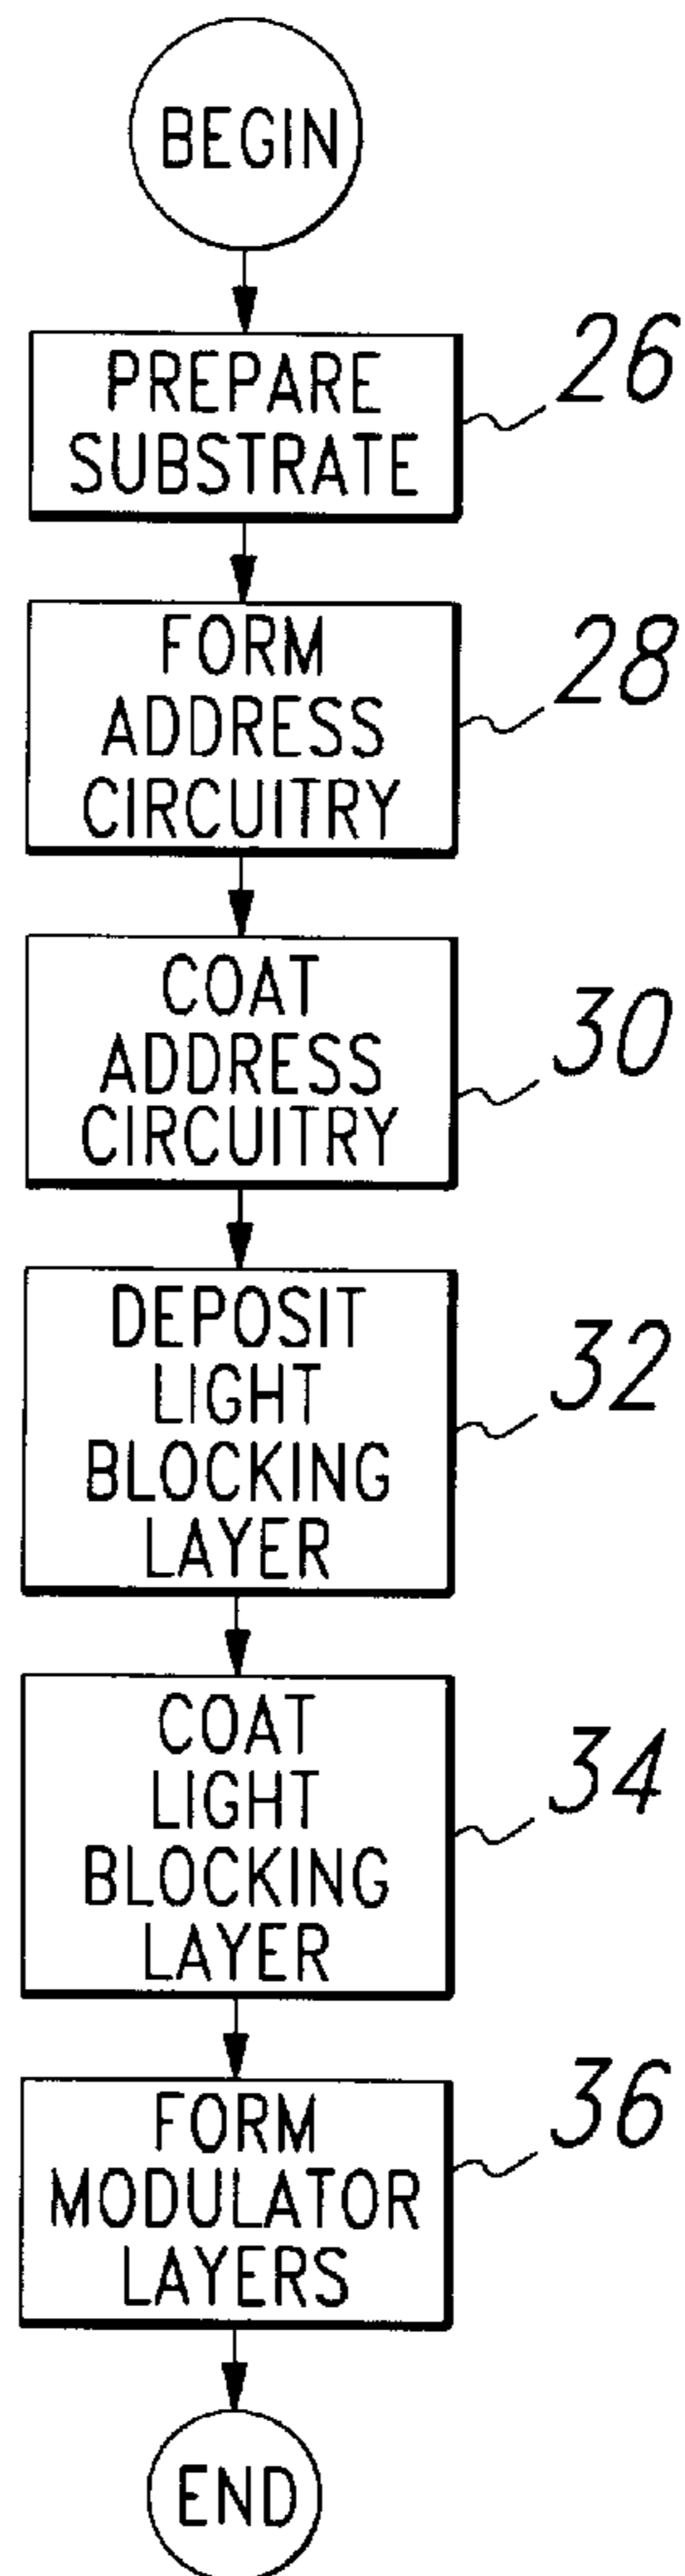 BEGIN
PREPARE
SUBSTRATE
26
FORM
ADDRESS
CIRCUITRY
28
COAT
ADDRESS
CIRCUITRY
30
DEPOSIT
LIGHT
BLOCKING
LAYER
32
COAT
LIGHT
BLOCKING
LAYER
34
FORM
MODULATOR
LAYERS
36
END